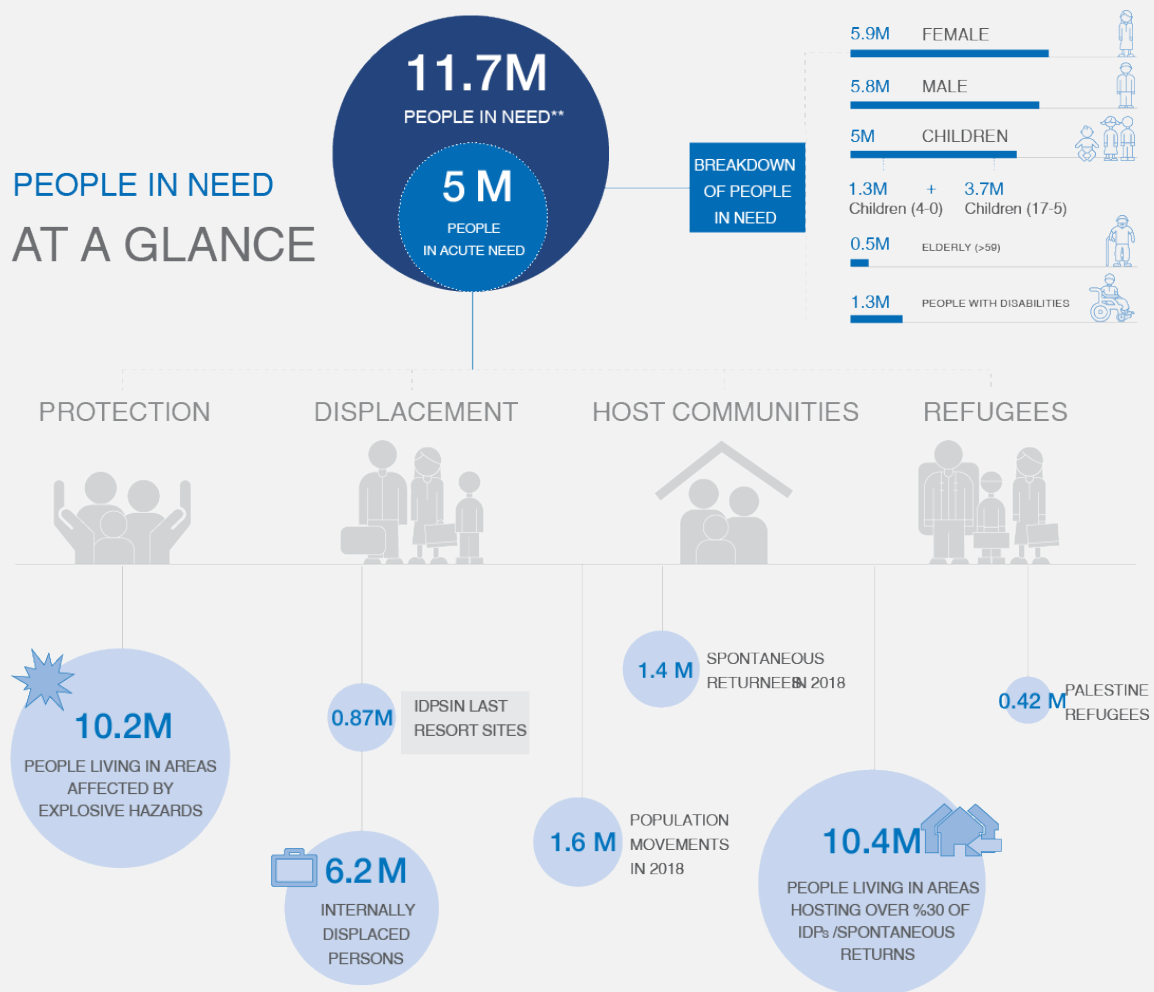 PEOPLE IN NEED
AT A GLANCE
11.7M
PEOPLE IN NEED**
5 M
PEOPLE
IN ACUTE NEED
BREAKDOWN
OF PEOPLE
IN NEED
5.9M FEMALE
5.8M MALE
5M CHILDREN
1.3M + 3.7M
Children (4-0) Children (17-5)
0.5M ELDERLY (>59)
1.3M PEOPLE WITH DISABILITIES
PROTECTION
DISPLACEMENT
HOST COMMUNITIES
REFUGEES
10.2M
PEOPLE LIVING IN AREAS
AFFECTED BY
EXPLOSIVE HAZARDS
0.87M
IDPSIN LAST
RESORT SITES
6.2 M
INTERNALLY
DISPLACED
PERSONS
1.6 M
POPULATION
MOVEMENTS
IN 2018
1.4 M
SPONTANEOUS
RETURNEES IN 2018
10.4M
PEOPLE LIVING IN AREAS
HOSTING OVER %30 OF
IDPs /SPONTANEOUS
RETURNS
0.42 M
PALESTINE
REFUGEES